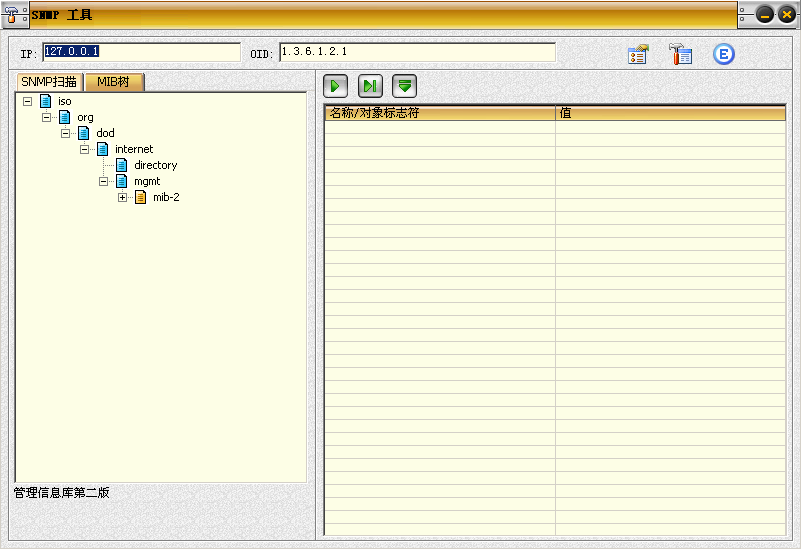 SNMP 工具
IP: 127.0.0.1 OID: 1.3.6.1.2.1
SNMP扫描 MIB树
iso
org
dod
internet
directory
mgmt
mib-2
管理信息库第二版
名称/对象标志符 值